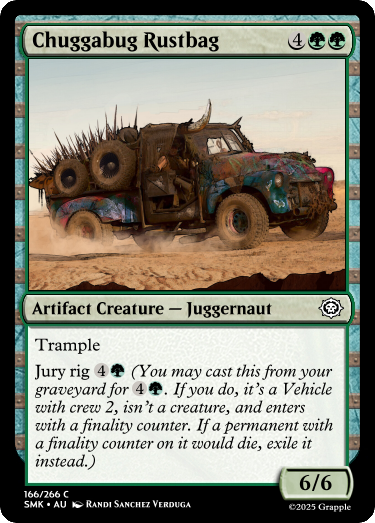 Chuggabug Rustbag 4
Artifact Creature — Juggernaut
Trample
Jury rig 4 (You may cast this from your
graveyard for 4. If you do, it's a Vehicle
with crew 2, isn't a creature, and enters
with a finality counter. If a permanent with
a finality counter on it would die, exile it
instead.)
6/6
166/266 C
SMK • AU Randi Sanchez Verduga
©2025 Grapple